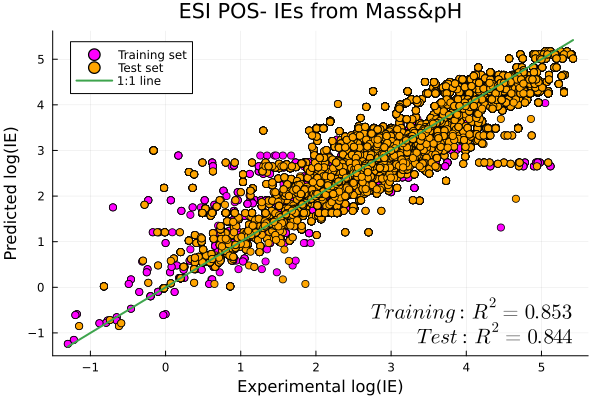 ESI POS- IEs from Mass&pH
Training set
Test set
1:1 line
5
4
3
2
1
0
−1
Predicted log(IE)
Training : R² = 0.853
Test : R² = 0.844
−1 0 1 2 3 4 5
Experimental log(IE)